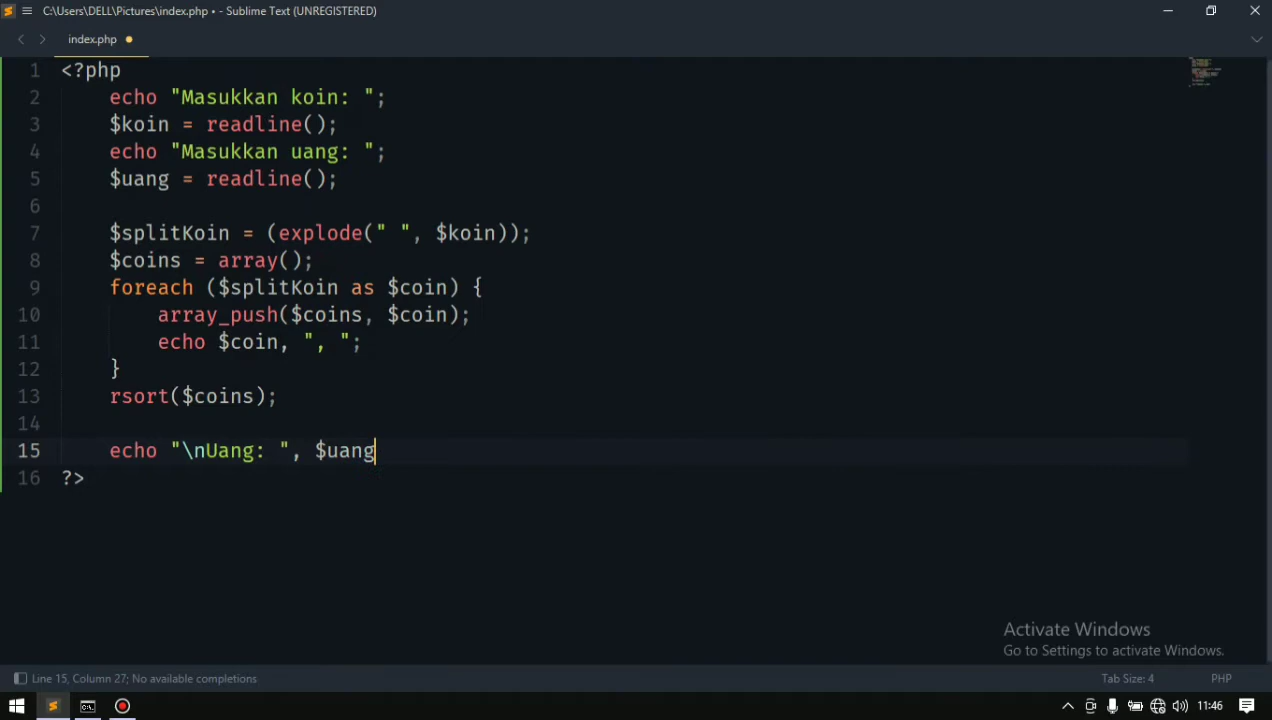 C:\Users\DELL\Pictures\index.php • - Sublime Text (UNREGISTERED)
index.php
1 <?php
2     echo "Masukkan koin: ";
3     $koin = readline();
4     echo "Masukkan uang: ";
5     $uang = readline();
6
7     $splitKoin = (explode(" ", $koin));
8     $coins = array();
9     foreach ($splitKoin as $coin) {
10         array_push($coins, $coin);
11         echo $coin, ", ";
12     }
13     rsort($coins);
14
15     echo "\nUang: ", $uang
16 ?>
Activate Windows
Go to Settings to activate Windows.
Line 15, Column 27; No available completions
Tab Size: 4
PHP
11:46